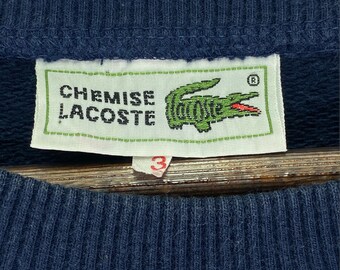 CHEMISE
LACOSTE
Lacoste
®
3